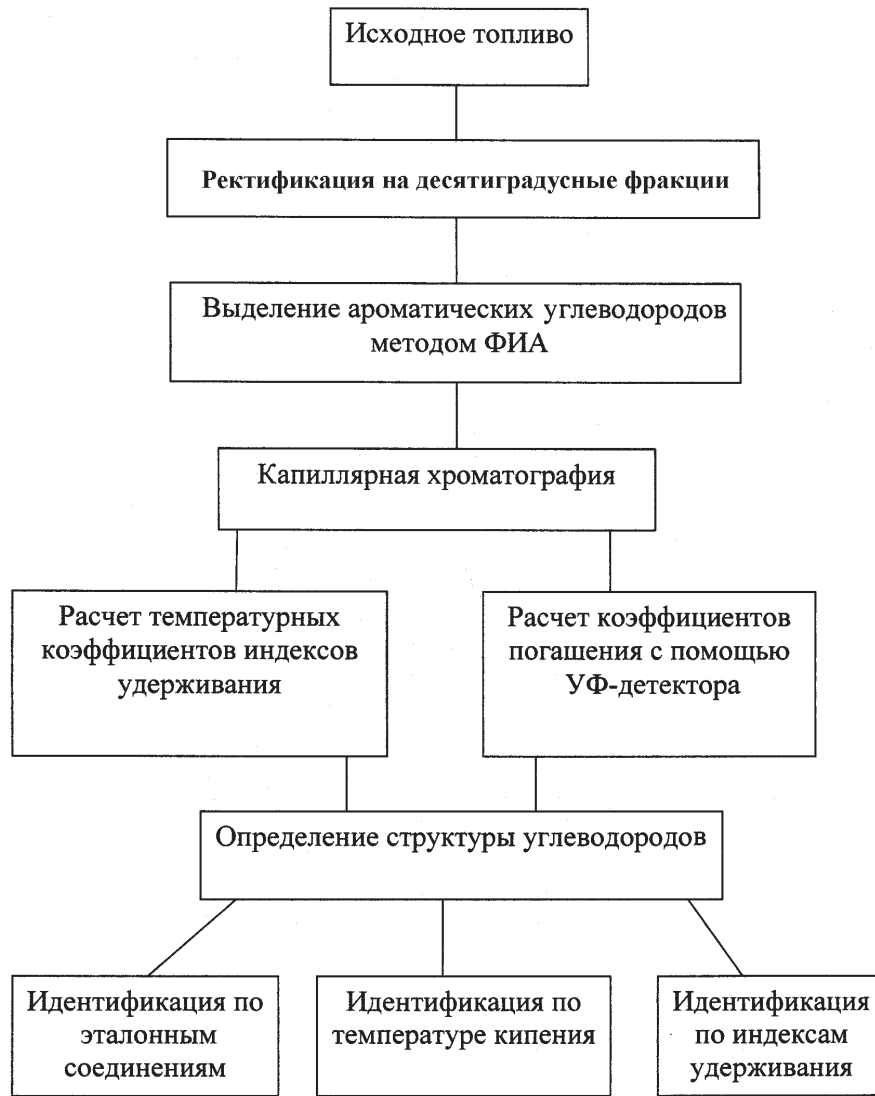 Исходное топливо
Ректификация на десятиградусные фракции
Выделение ароматических углеводородов
методом ФИА
Капиллярная хроматография
Расчет температурных
коэффициентов индексов
удерживания
Расчет коэффициентов
погашения с помощью
УФ-детектора
Определение структуры углеводородов
Идентификация по
эталонным
соединениям
Идентификация по
температуре кипения
Идентификация
по индексам
удерживания